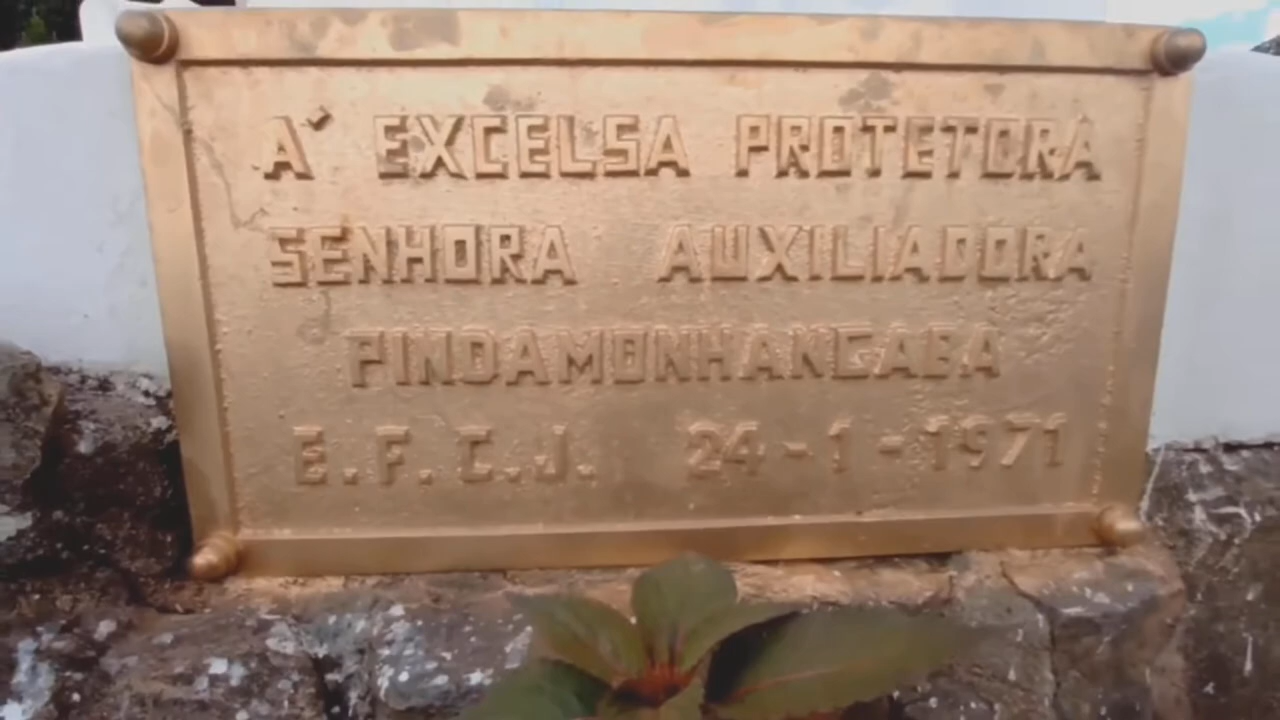 A´ EXCELSA PROTETORA
SENHORA AUXILIADORA
PINDAMONHANGABA
E.F.C.J. 24-1-1971